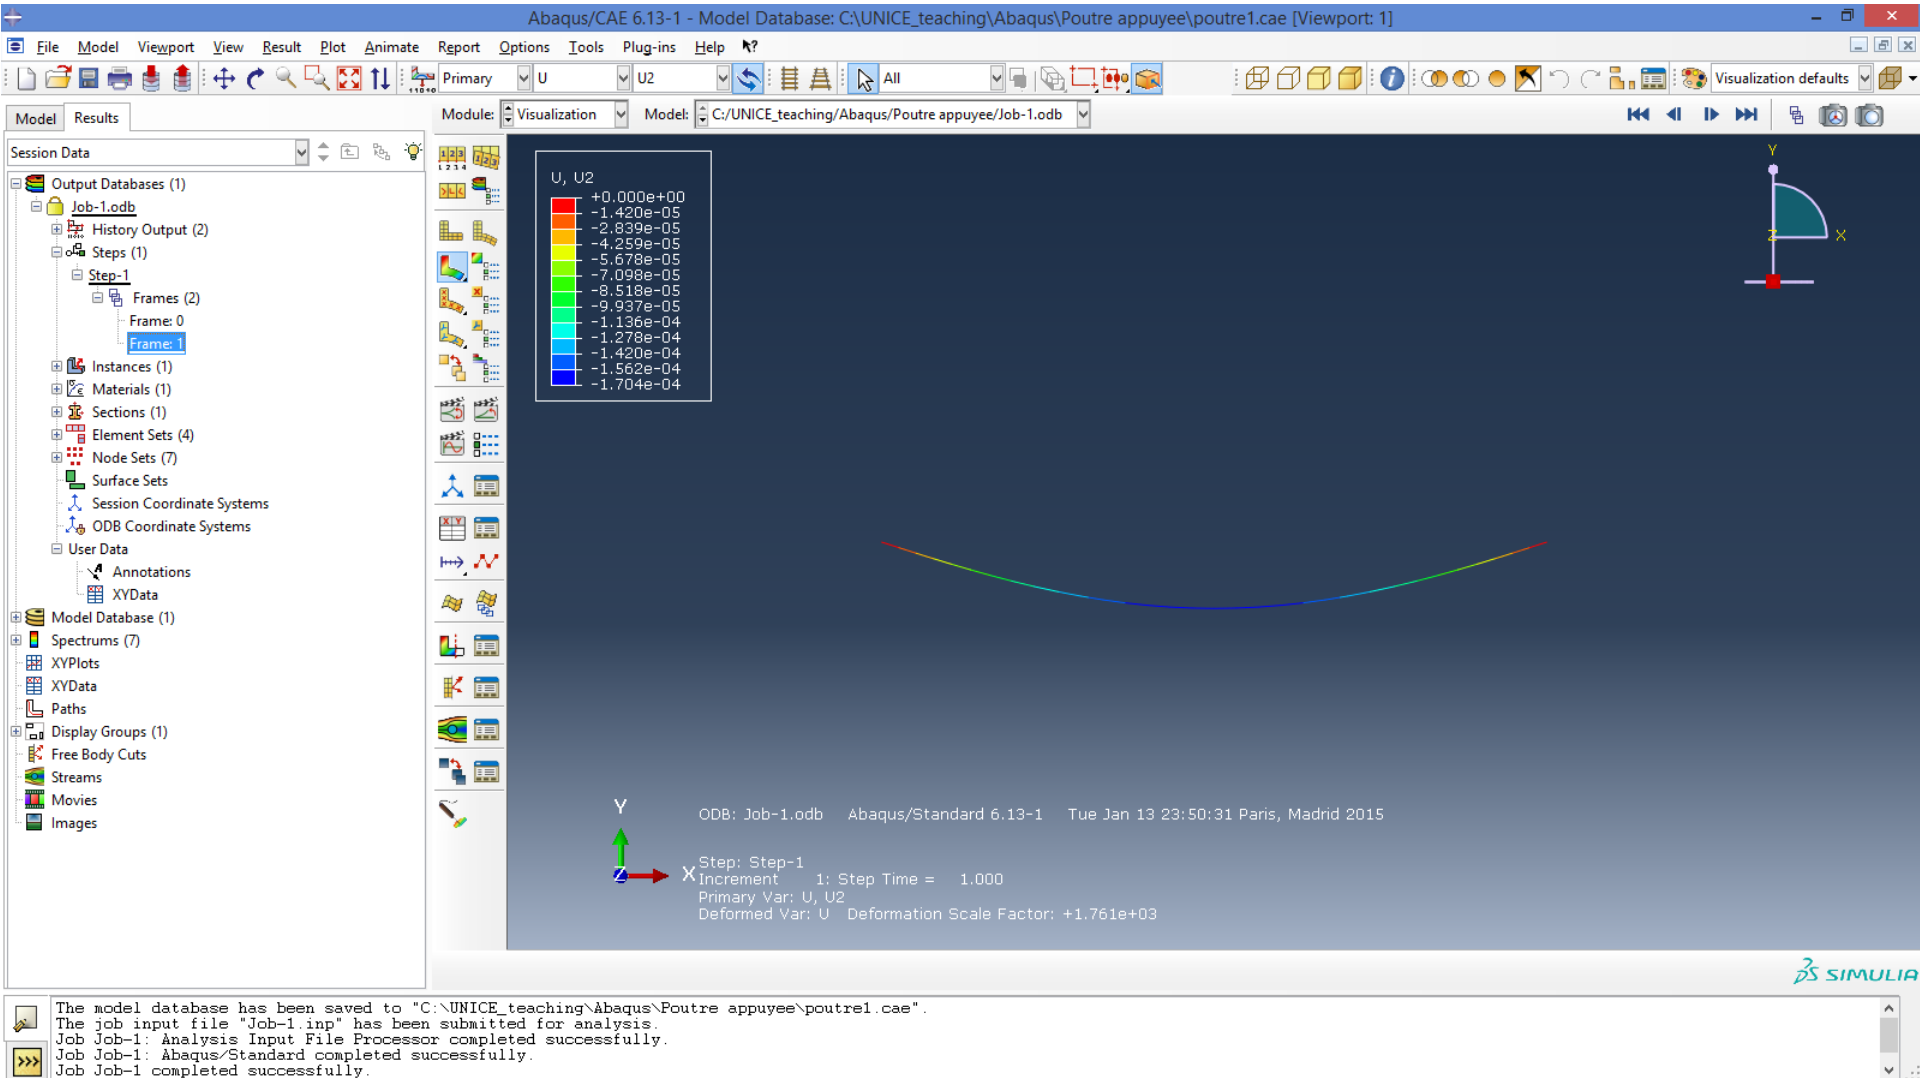 Abaqus/CAE 6.13-1 - Model Database: C:\UNICE_teaching\Abaqus\Poutre appuyee\poutre1.cae [Viewport: 1]
File Model Viewport View Result Plot Animate Report Options Tools Plug-ins Help
Primary U U2 All Visualization defaults
Model Results
Module: Visualization Model: C:/UNICE_teaching/Abaqus/Poutre appuyee/Job-1.odb
Session Data
Output Databases (1)
Job-1.odb
History Output (2)
Steps (1)
Step-1
Frames (2)
Frame: 0
Frame: 1
Instances (1)
Materials (1)
Sections (1)
Element Sets (4)
Node Sets (7)
Surface Sets
Session Coordinate Systems
ODB Coordinate Systems
User Data
Annotations
XYData
Model Database (1)
Spectrums (7)
XYPlots
XYData
Paths
Display Groups (1)
Free Body Cuts
Streams
Movies
Images
U, U2
+0.000e+00
-1.420e-05
-2.839e-05
-4.259e-05
-5.678e-05
-7.098e-05
-8.518e-05
-9.937e-05
-1.136e-04
-1.278e-04
-1.420e-04
-1.562e-04
-1.704e-04
Y
Z X
Y
Z X
ODB: Job-1.odb Abaqus/Standard 6.13-1 Tue Jan 13 23:50:31 Paris, Madrid 2015
Step: Step-1
Increment 1: Step Time = 1.000
Primary Var: U, U2
Deformed Var: U Deformation Scale Factor: +1.761e+03
SIMULIA
The model database has been saved to "C:\UNICE_teaching\Abaqus\Poutre appuyee\poutre1.cae".
The job input file "Job-1.inp" has been submitted for analysis.
Job Job-1: Analysis Input File Processor completed successfully.
Job Job-1: Abaqus/Standard completed successfully.
Job Job-1 completed successfully.